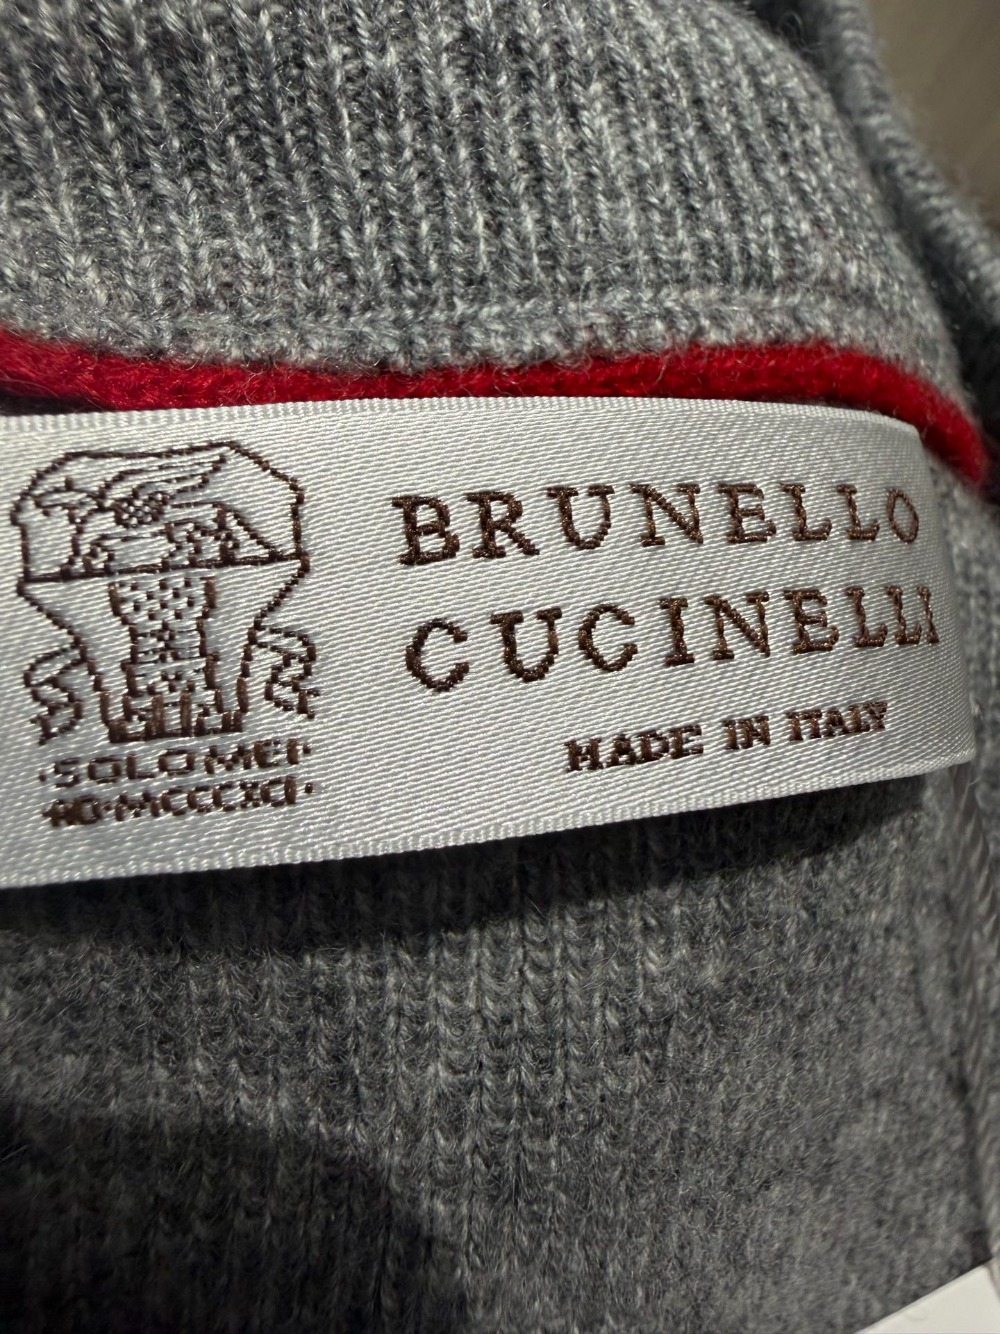 BRUNELLO
CUCINELLI
MADE IN ITALY
·SOLOMEI·
·AD·MCCCXCI·